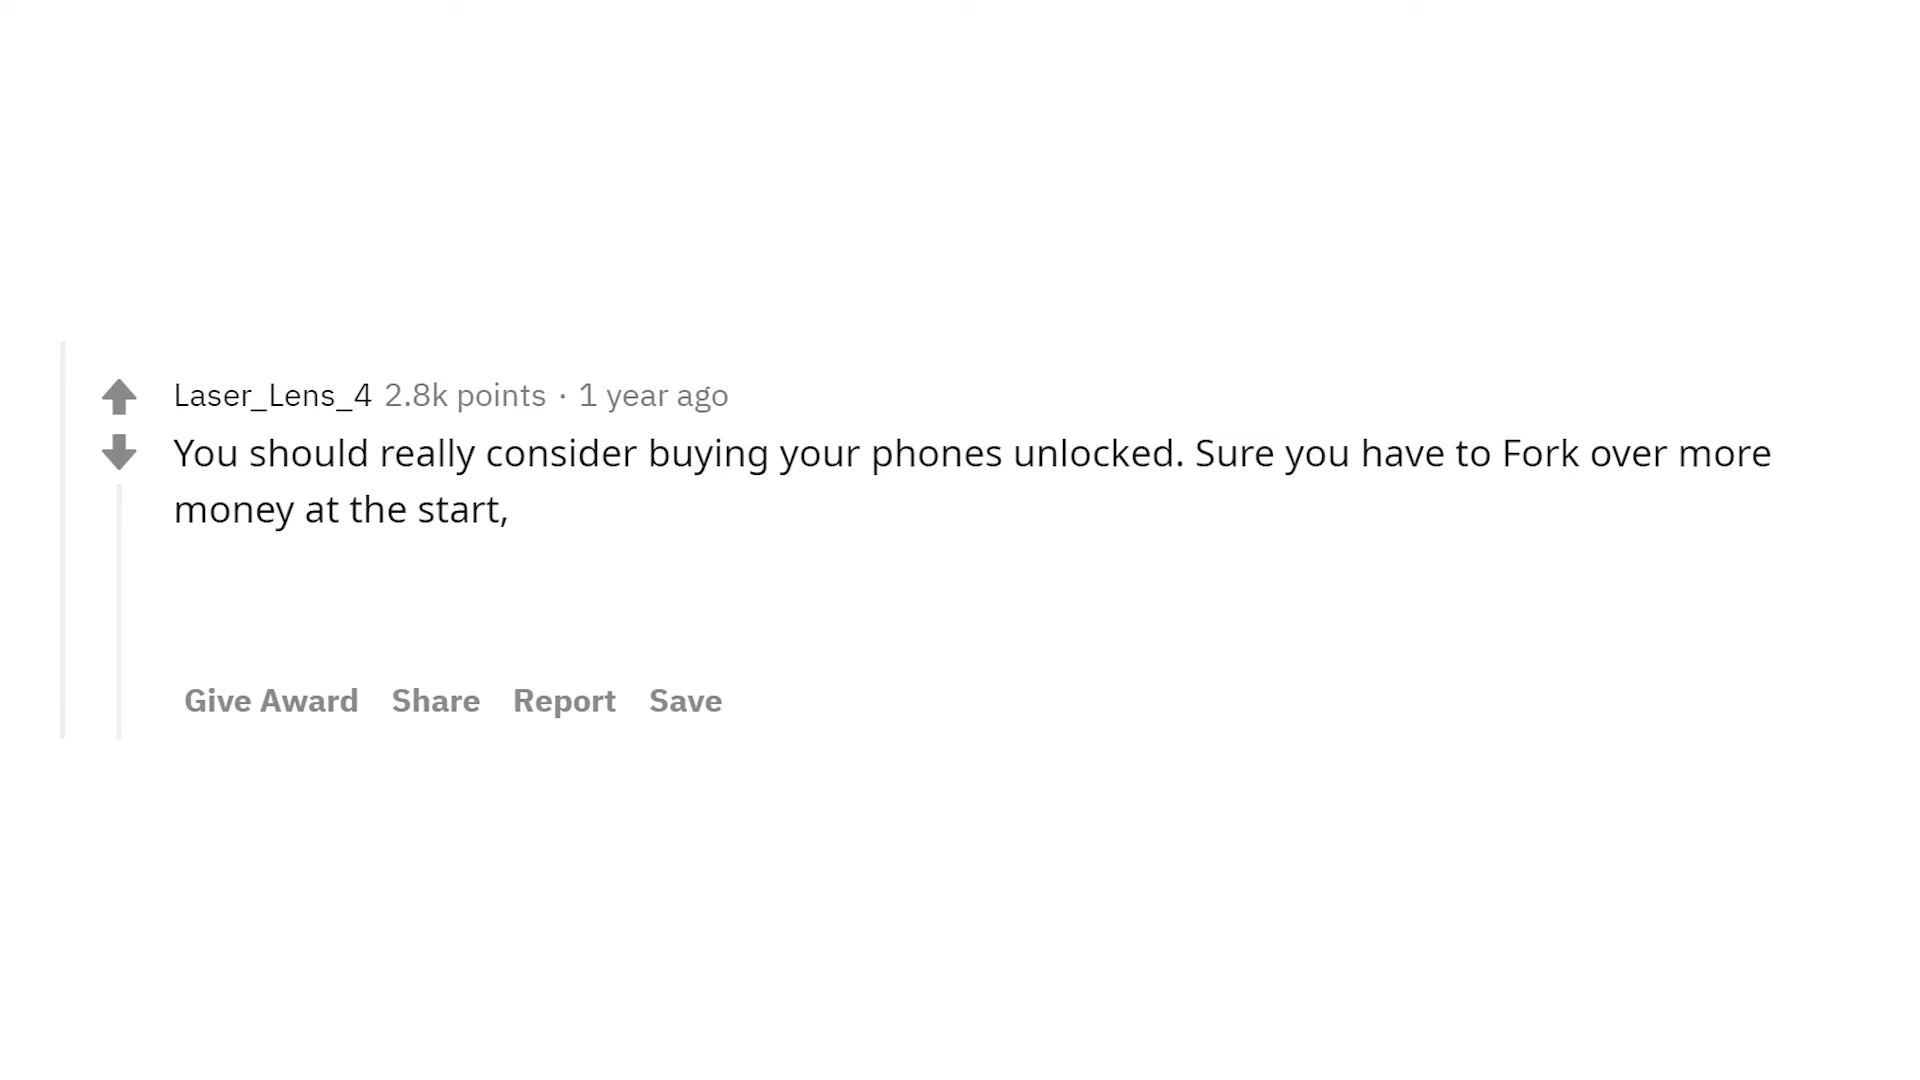 Laser_Lens_4 2.8k points · 1 year ago
You should really consider buying your phones unlocked. Sure you have to Fork over more
money at the start,
Give Award Share Report Save